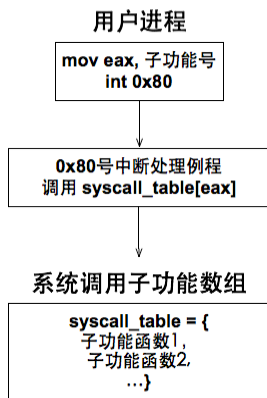 用户进程
mov eax, 子功能号
int 0x80
0x80号中断处理例程
调用 syscall_table[eax]
系统调用子功能数组
syscall_table = {
子功能函数1,
子功能函数2,
...}